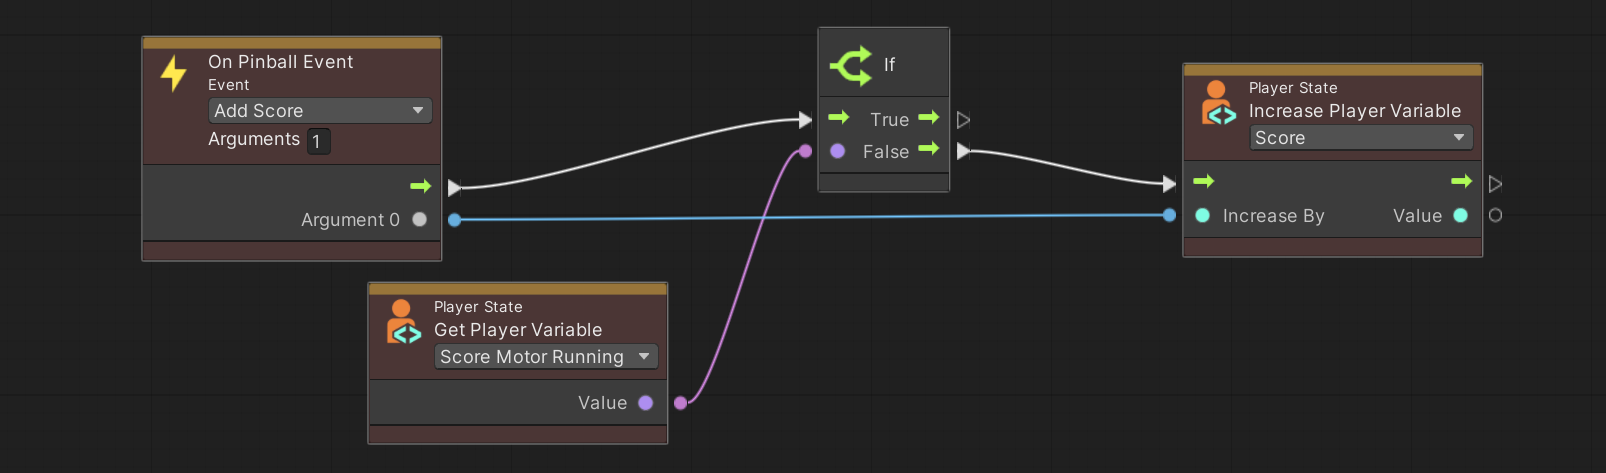 On Pinball Event
Event
Add Score
Arguments 1
Argument 0
Player State
Get Player Variable
Score Motor Running
Value
If
True
False
Player State
Increase Player Variable
Score
Increase By Value